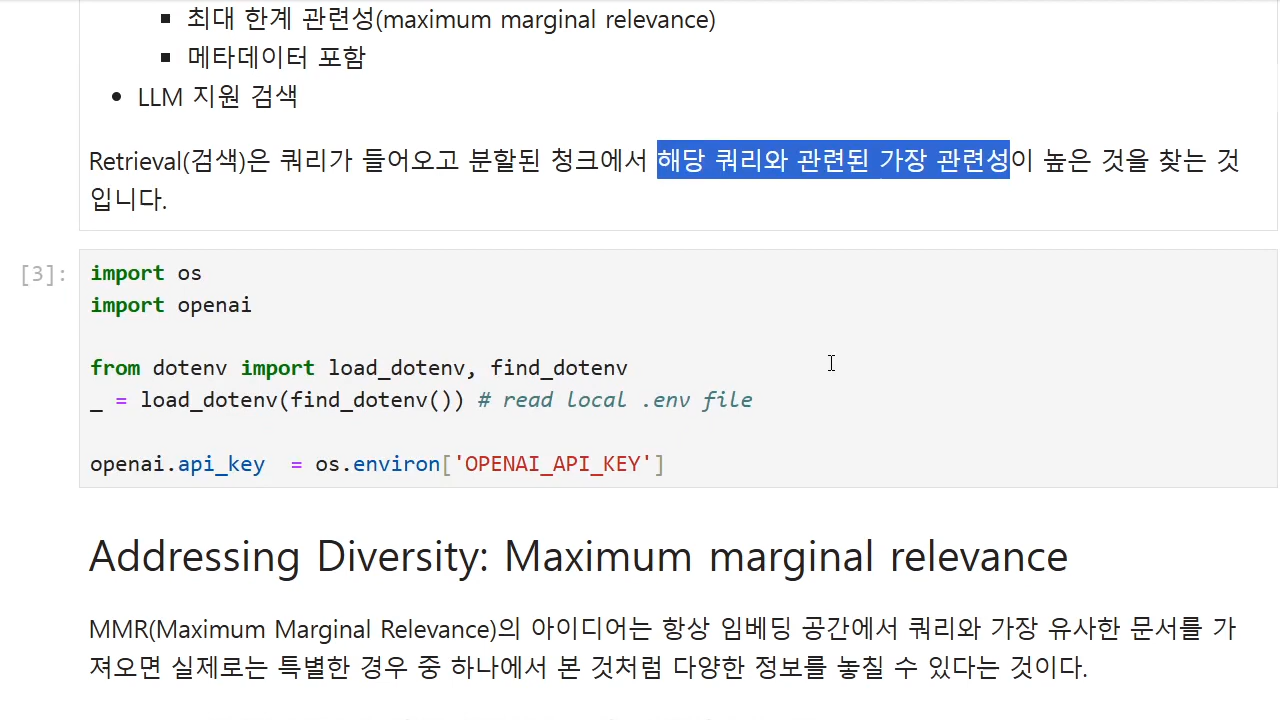 최대 한계 관련성(maximum marginal relevance)
메타데이터 포함
LLM 지원 검색
Retrieval(검색)은 쿼리가 들어오고 분할된 청크에서 해당 쿼리와 관련된 가장 관련성이 높은 것을 찾는 것
입니다.
[3]:
import os
import openai
from dotenv import load_dotenv, find_dotenv
_ = load_dotenv(find_dotenv()) # read local .env file
openai.api_key  = os.environ['OPENAI_API_KEY']
Addressing Diversity: Maximum marginal relevance
MMR(Maximum Marginal Relevance)의 아이디어는 항상 임베딩 공간에서 쿼리와 가장 유사한 문서를 가
져오면 실제로는 특별한 경우 중 하나에서 본 것처럼 다양한 정보를 놓칠 수 있다는 것이다.